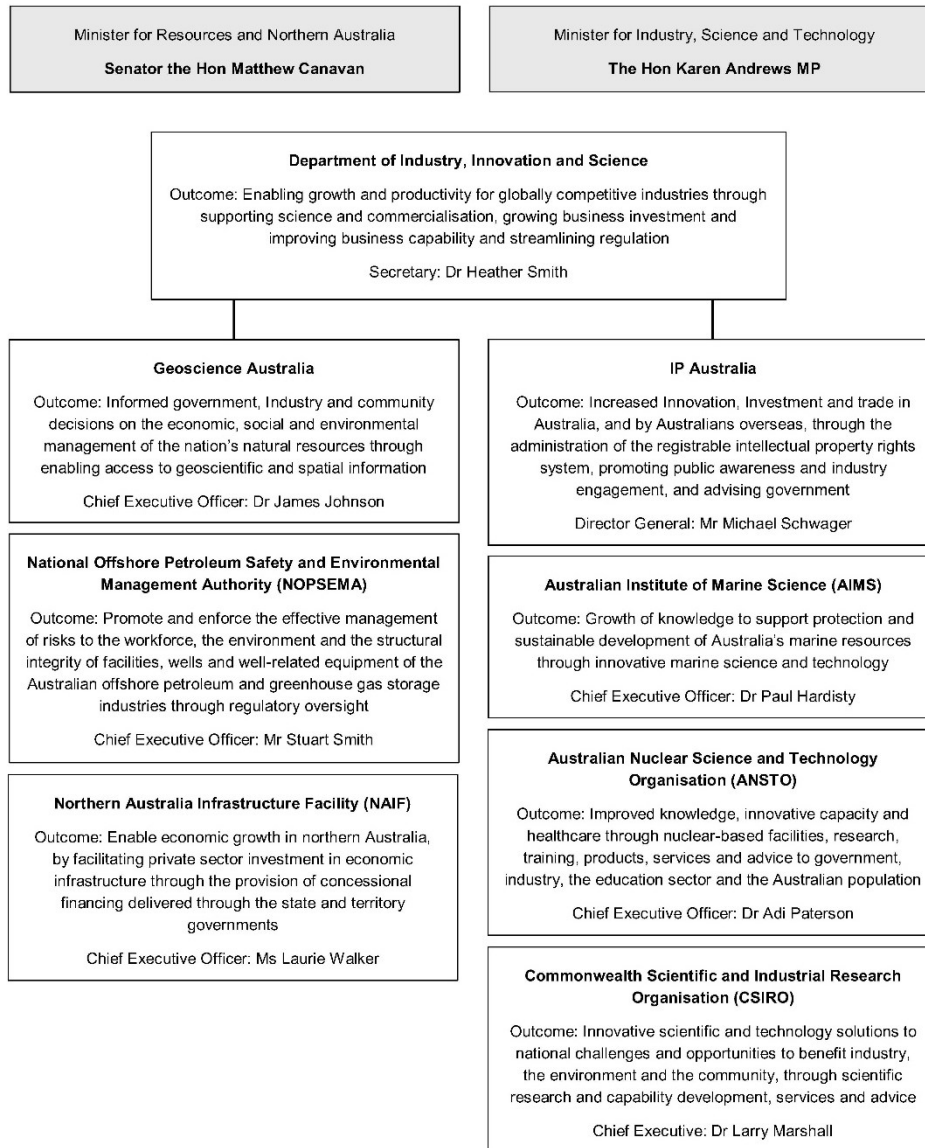 Minister for Resources and Northern Australia
Senator the Hon Matthew Canavan
Minister for Industry, Science and Technology
The Hon Karen Andrews MP
Department of Industry, Innovation and Science
Outcome: Enabling growth and productivity for globally competitive industries through
supporting science and commercialisation, growing business investment and
improving business capability and streamlining regulation
Secretary: Dr Heather Smith
Geoscience Australia
Outcome: Informed government, Industry and community
decisions on the economic, social and environmental
management of the nation's natural resources through
enabling access to geoscientific and spatial information
Chief Executive Officer: Dr James Johnson
National Offshore Petroleum Safety and Environmental
Management Authority (NOPSEMA)
Outcome: Promote and enforce the effective management
of risks to the workforce, the environment and the structural
integrity of facilities, wells and well-related equipment of the
Australian offshore petroleum and greenhouse gas storage
industries through regulatory oversight
Chief Executive Officer: Mr Stuart Smith
Northern Australia Infrastructure Facility (NAIF)
Outcome: Enable economic growth in northern Australia,
by facilitating private sector investment in economic
infrastructure through the provision of concessional
financing delivered through the state and territory
governments
Chief Executive Officer: Ms Laurie Walker
IP Australia
Outcome: Increased Innovation, Investment and trade in
Australia, and by Australians overseas, through the
administration of the registrable intellectual property rights
system, promoting public awareness and industry
engagement, and advising government
Director General: Mr Michael Schwager
Australian Institute of Marine Science (AIMS)
Outcome: Growth of knowledge to support protection and
sustainable development of Australia's marine resources
through innovative marine science and technology
Chief Executive Officer: Dr Paul Hardisty
Australian Nuclear Science and Technology
Organisation (ANSTO)
Outcome: Improved knowledge, innovative capacity and
healthcare through nuclear-based facilities, research,
training, products, services and advice to government,
industry, the education sector and the Australian population
Chief Executive Officer: Dr Adi Paterson
Commonwealth Scientific and Industrial Research
Organisation (CSIRO)
Outcome: Innovative scientific and technology solutions to
national challenges and opportunities to benefit industry,
the environment and the community, through scientific
research and capability development, services and advice
Chief Executive: Dr Larry Marshall